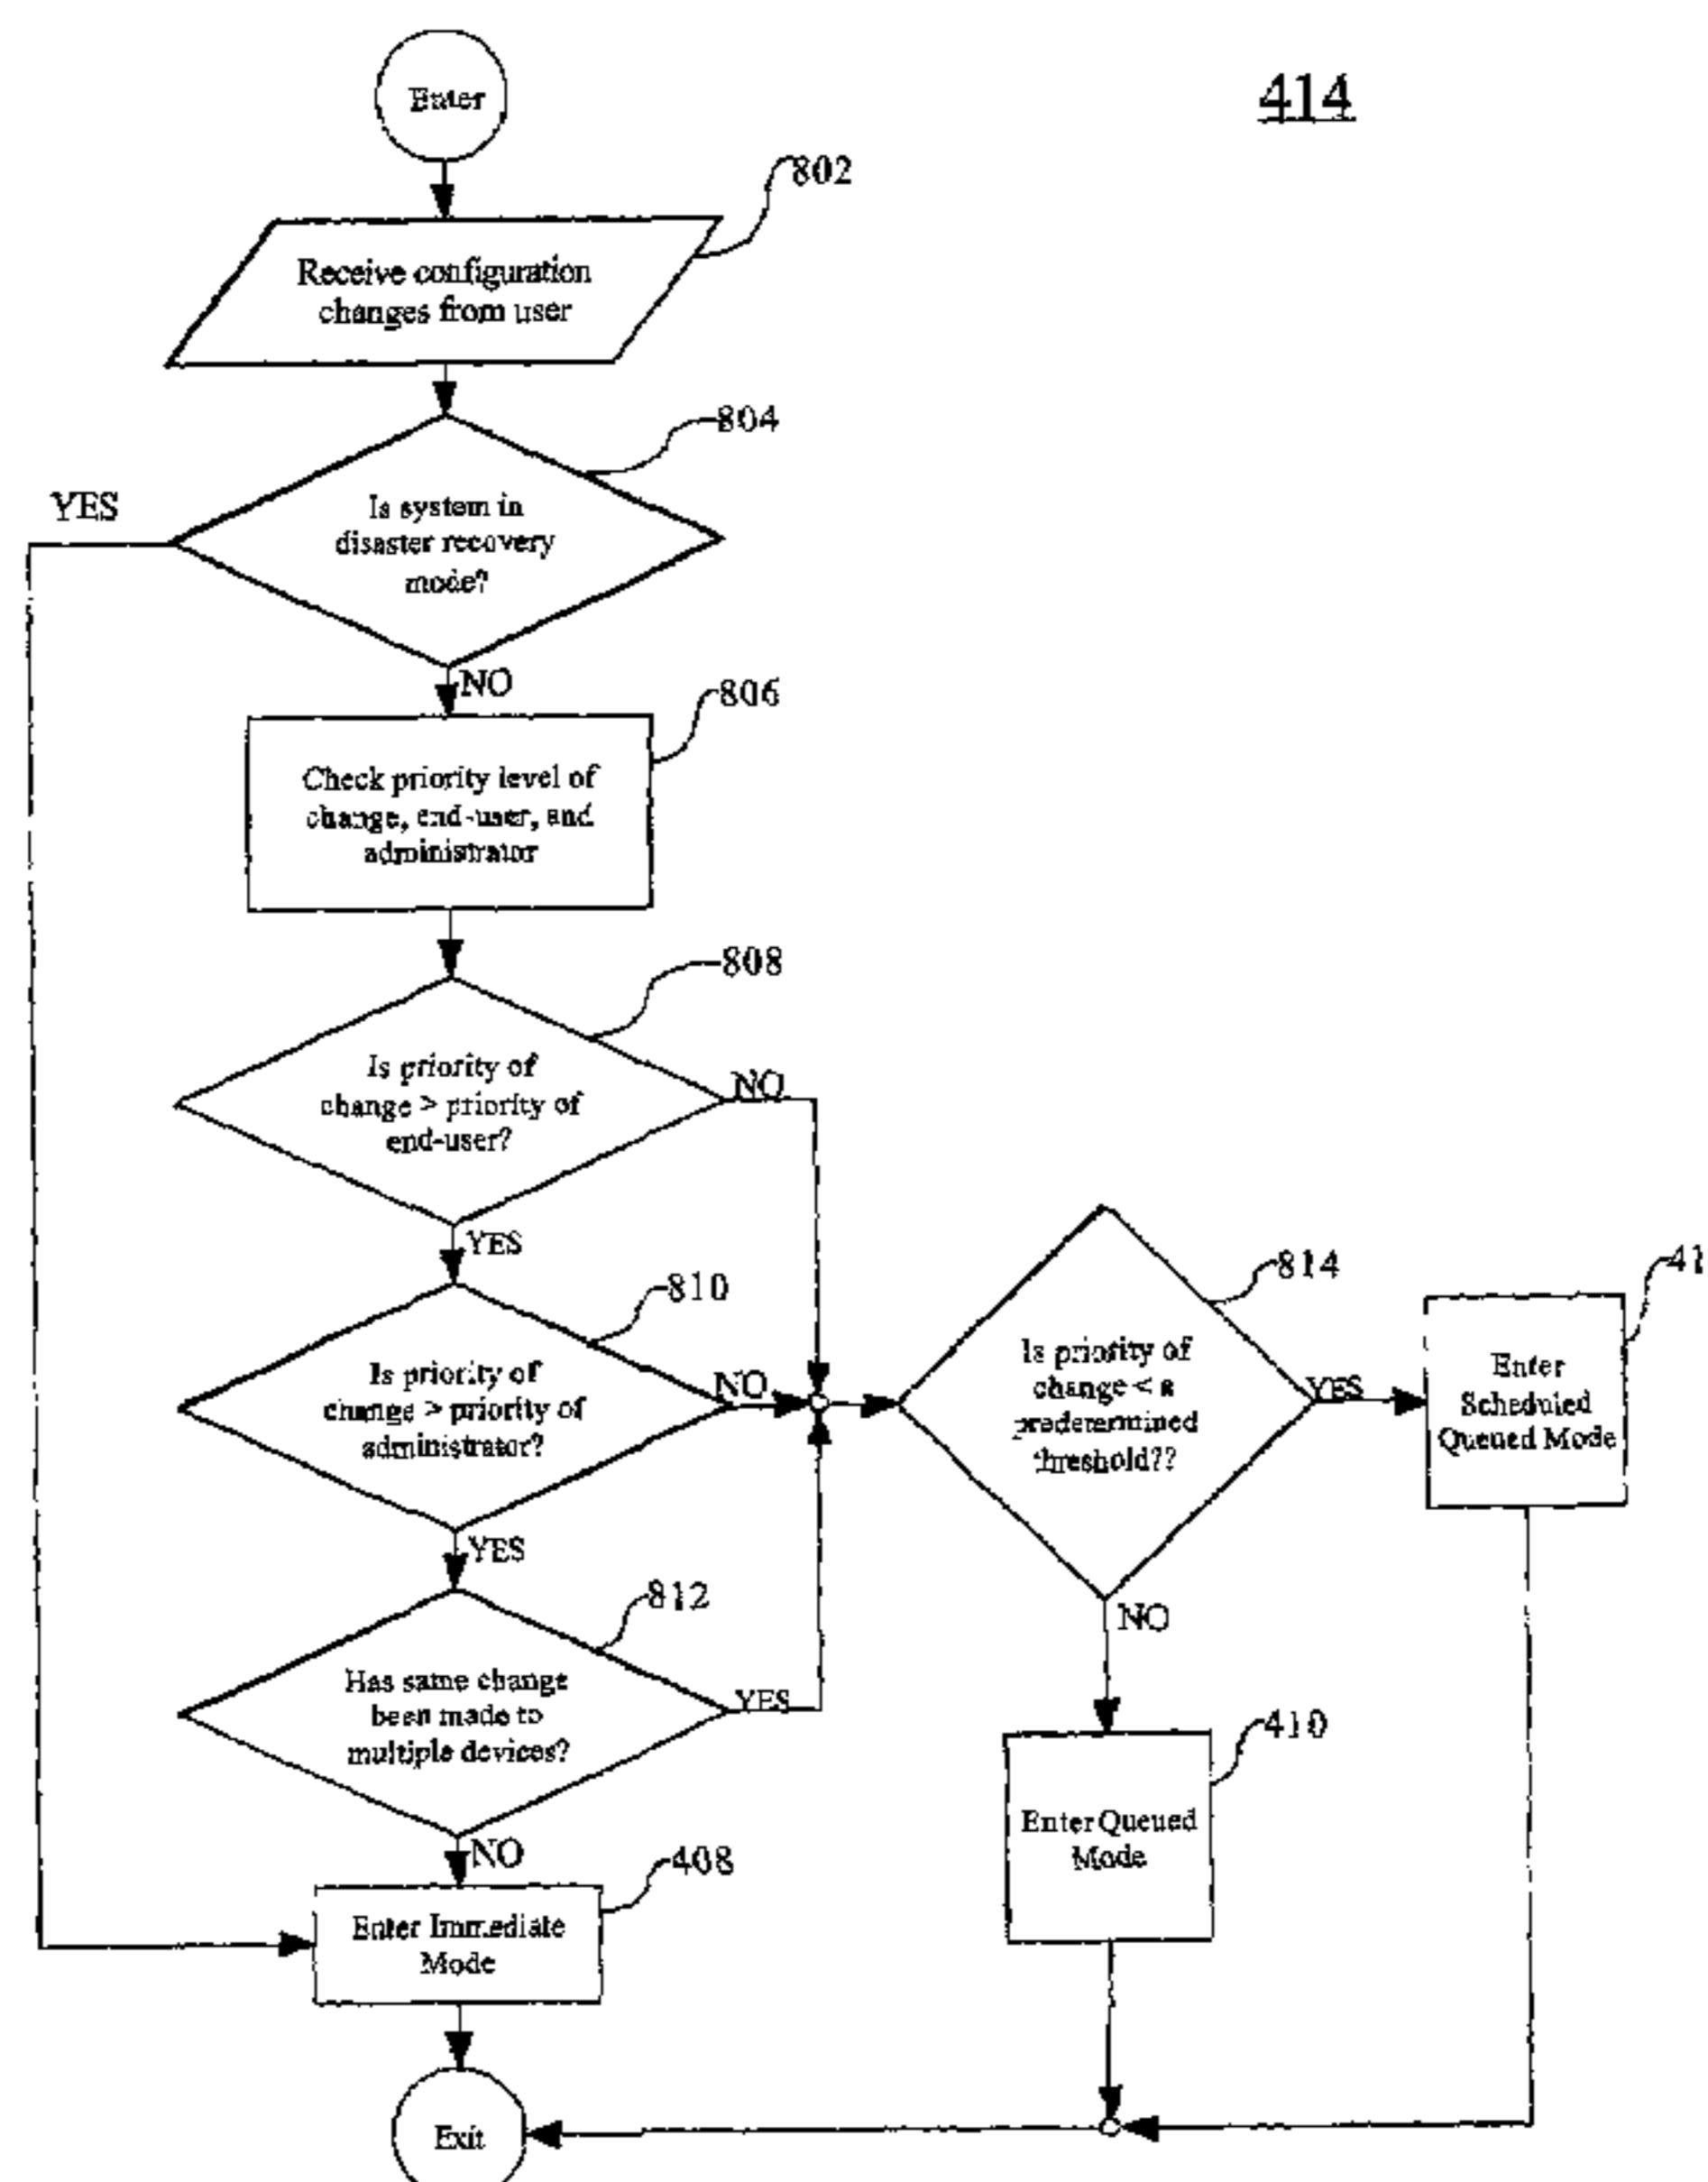 414
Enter
802
Receive configuration
changes from user
804
YES
Is system in
disaster recovery
mode?
NO
806
Check priority level of
change, end-user, and
administrator
808
Is priority of
change > priority of
end-user?
NO
YES
810
Is priority of
change > priority of
administrator?
NO
814
Is priority of
change < a
predetermined
threshold??
YES
41
Enter
Scheduled
Queued Mode
YES
812
Has same change
been made to
multiple devices?
YES
NO
410
Enter Queued
Mode
NO
408
Enter Immediate
Mode
Exit